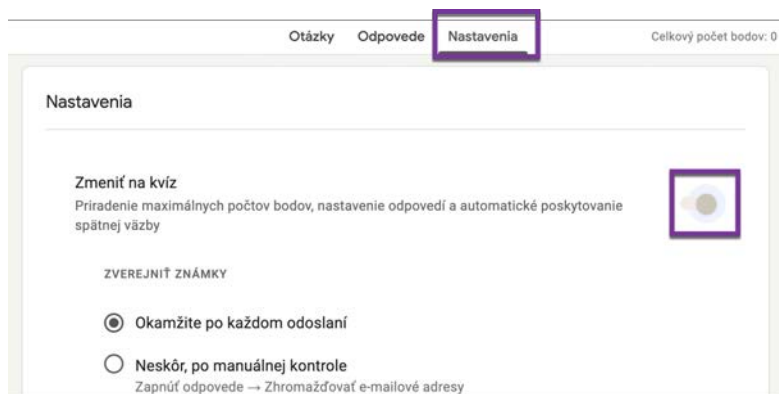 Otázky Odpovede Nastavenia Celkový počet bodov: 0
Nastavenia
Zmeniť na kvíz
Priradenie maximálnych počtov bodov, nastavenie odpovedí a automatické poskytovanie
spätnej väzby
ZVEREJNIŤ ZNÁMKY
Okamžite po každom odoslaní
Neskôr, po manuálnej kontrole
Zapnúť odpovede → Zhromažďovať e-mailové adresy